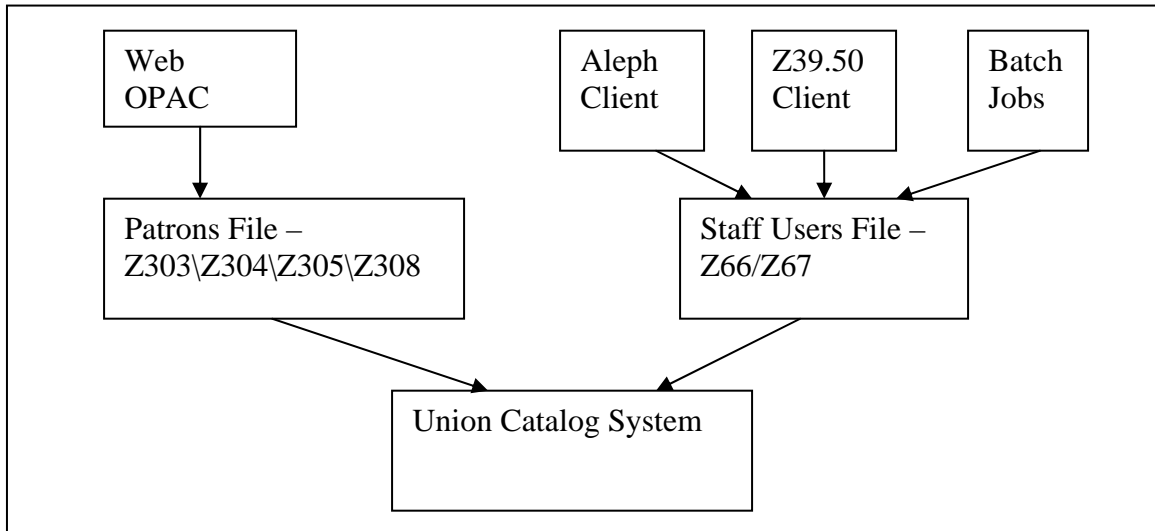 Web
OPAC
Aleph
Client
Z39.50
Client
Batch
Jobs
Patrons File –
Z303\Z304\Z305\Z308
Staff Users File –
Z66/Z67
Union Catalog System